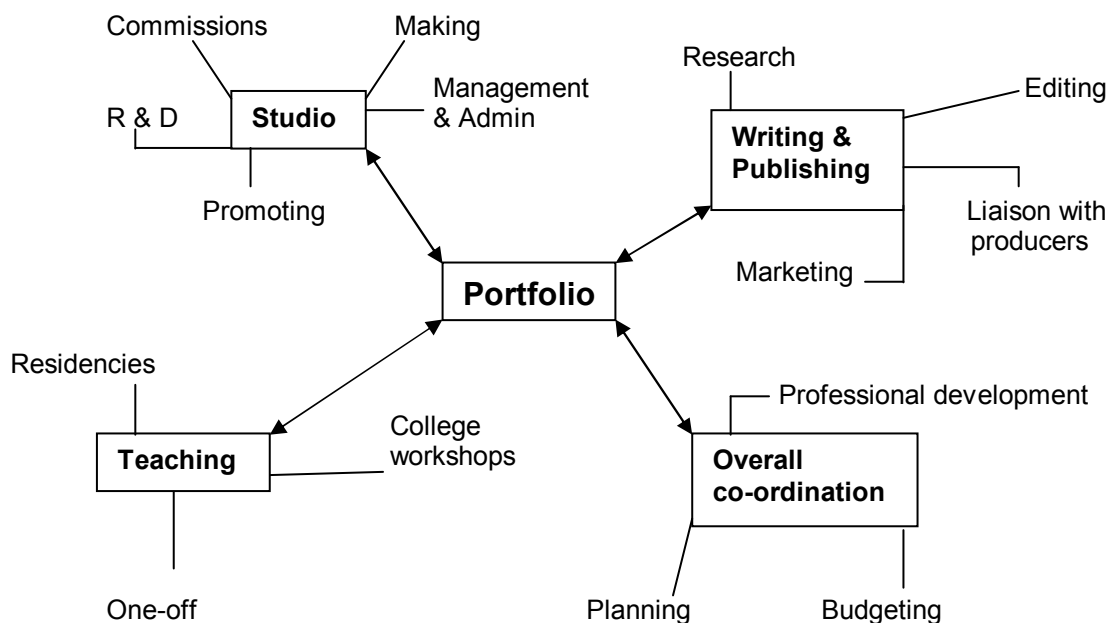 Commissions
Making
R & D
Studio
Management
& Admin
Promoting
Research
Editing
Writing &
Publishing
Liaison with
producers
Marketing
Portfolio
Residencies
Teaching
College
workshops
One-off
Professional development
Overall
co-ordination
Planning
Budgeting